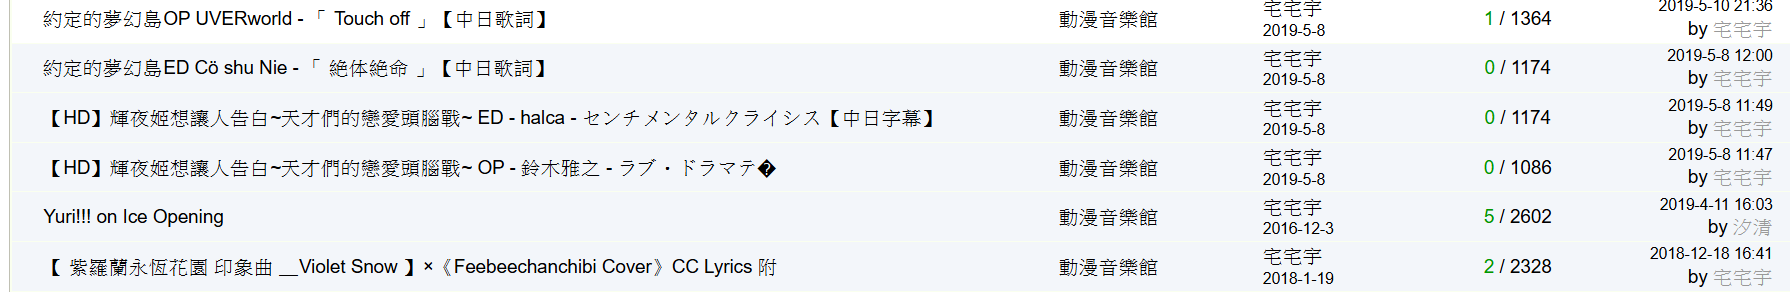 約定的夢幻島OP UVERworld - 「 Touch off 」【中日歌詞】 動漫音樂館 宅宅宇 1 / 1364 2019-5-10 21:36
2019-5-8 by 宅宅宇
約定的夢幻島ED Cö shu Nie - 「 絶体絶命 」【中日歌詞】 動漫音樂館 宅宅宇 0 / 1174 2019-5-8 12:00
2019-5-8 by 宅宅宇
【HD】輝夜姬想讓人告白~天才們的戀愛頭腦戰~ ED - halca - センチメンタルクライシス【中日字幕】 動漫音樂館 宅宅宇 0 / 1174 2019-5-8 11:49
2019-5-8 by 宅宅宇
【HD】輝夜姬想讓人告白~天才們的戀愛頭腦戰~ OP - 鈴木雅之 - ラブ・ドラマテ� 動漫音樂館 宅宅宇 0 / 1086 2019-5-8 11:47
2019-5-8 by 宅宅宇
Yuri!!! on Ice Opening 動漫音樂館 宅宅宇 5 / 2602 2019-4-11 16:03
2016-12-3 by 汐清
【 紫羅蘭永恆花園 印象曲 __Violet Snow 】×《Feebeechanchibi Cover》CC Lyrics 附 動漫音樂館 宅宅宇 2 / 2328 2018-12-18 16:41
2018-1-19 by 宅宅宇